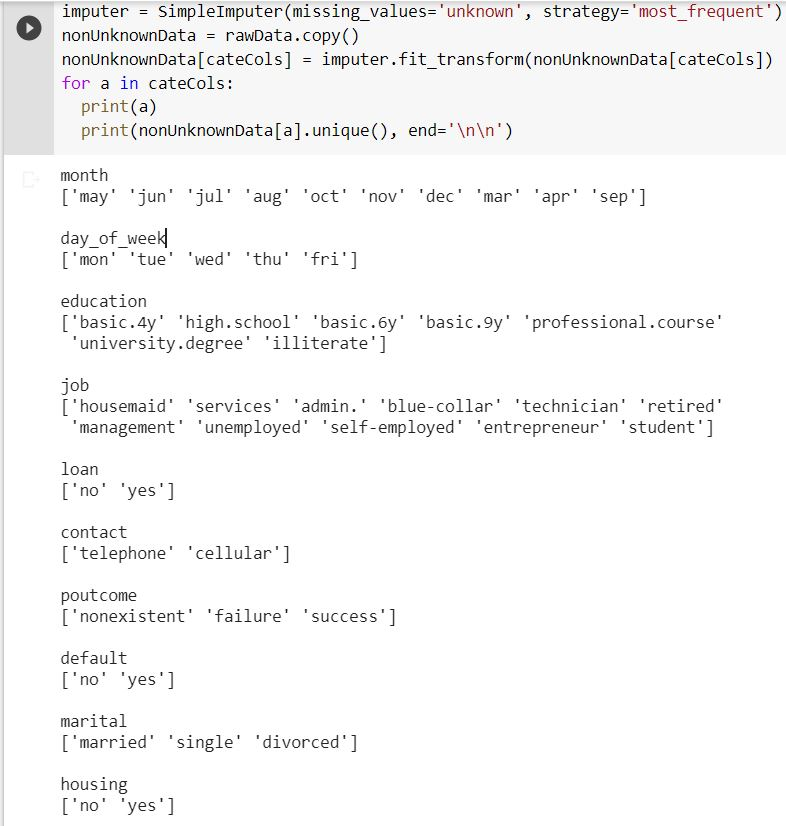 imputer = SimpleImputer(missing_values='unknown', strategy='most_frequent')
nonUnknownData = rawData.copy()
nonUnknownData[cateCols] = imputer.fit_transform(nonUnknownData[cateCols])
for a in cateCols:
  print(a)
  print(nonUnknownData[a].unique(), end='\n\n')
month
['may' 'jun' 'jul' 'aug' 'oct' 'nov' 'dec' 'mar' 'apr' 'sep']
day_of_week
['mon' 'tue' 'wed' 'thu' 'fri']
education
['basic.4y' 'high.school' 'basic.6y' 'basic.9y' 'professional.course'
 'university.degree' 'illiterate']
job
['housemaid' 'services' 'admin.' 'blue-collar' 'technician' 'retired'
 'management' 'unemployed' 'self-employed' 'entrepreneur' 'student']
loan
['no' 'yes']
contact
['telephone' 'cellular']
poutcome
['nonexistent' 'failure' 'success']
default
['no' 'yes']
marital
['married' 'single' 'divorced']
housing
['no' 'yes']